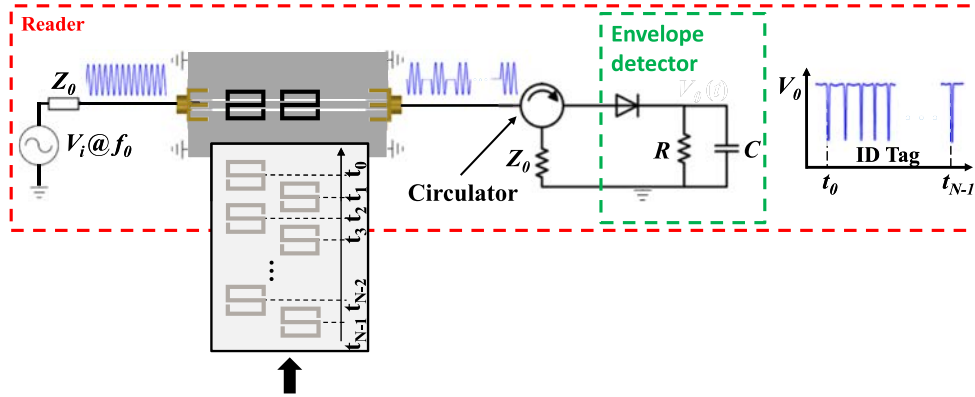 Reader
Envelope
detector
Z0
Vi@f0
Circulator
Z0
V0(t)
R
C
V0
ID Tag
t0
tN-1
t0
t1
t2
t3
tN-2
tN-1